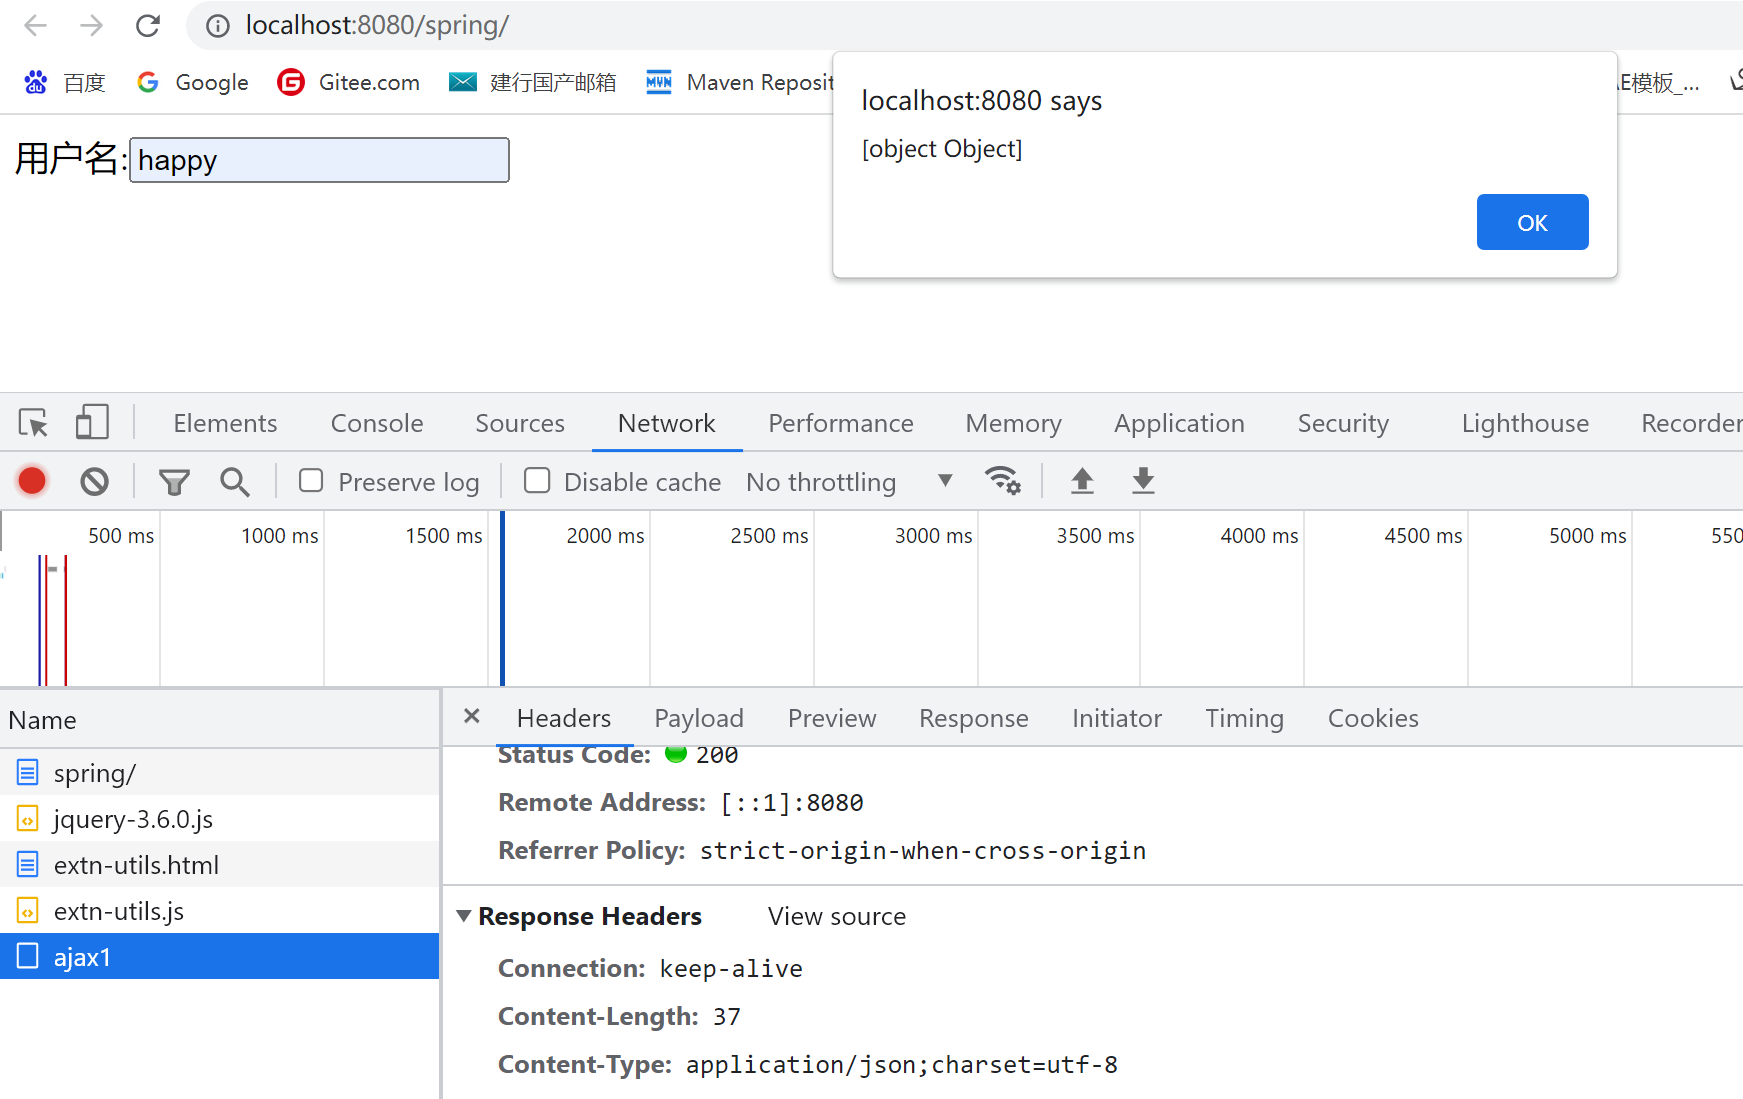 localhost:8080/spring/
百度 Google Gitee.com 建行国产邮箱 Maven Reposit E模板_...
localhost:8080 says
[object Object]
OK
用户名:happy
Elements Console Sources Network Performance Memory Application Security Lighthouse Recorder
Preserve log Disable cache No throttling
500 ms 1000 ms 1500 ms 2000 ms 2500 ms 3000 ms 3500 ms 4000 ms 4500 ms 5000 ms 550
Name
spring/
jquery-3.6.0.js
extn-utils.html
extn-utils.js
ajax1
× Headers Payload Preview Response Initiator Timing Cookies
Status Code: 200
Remote Address: [::1]:8080
Referrer Policy: strict-origin-when-cross-origin
Response Headers View source
Connection: keep-alive
Content-Length: 37
Content-Type: application/json;charset=utf-8